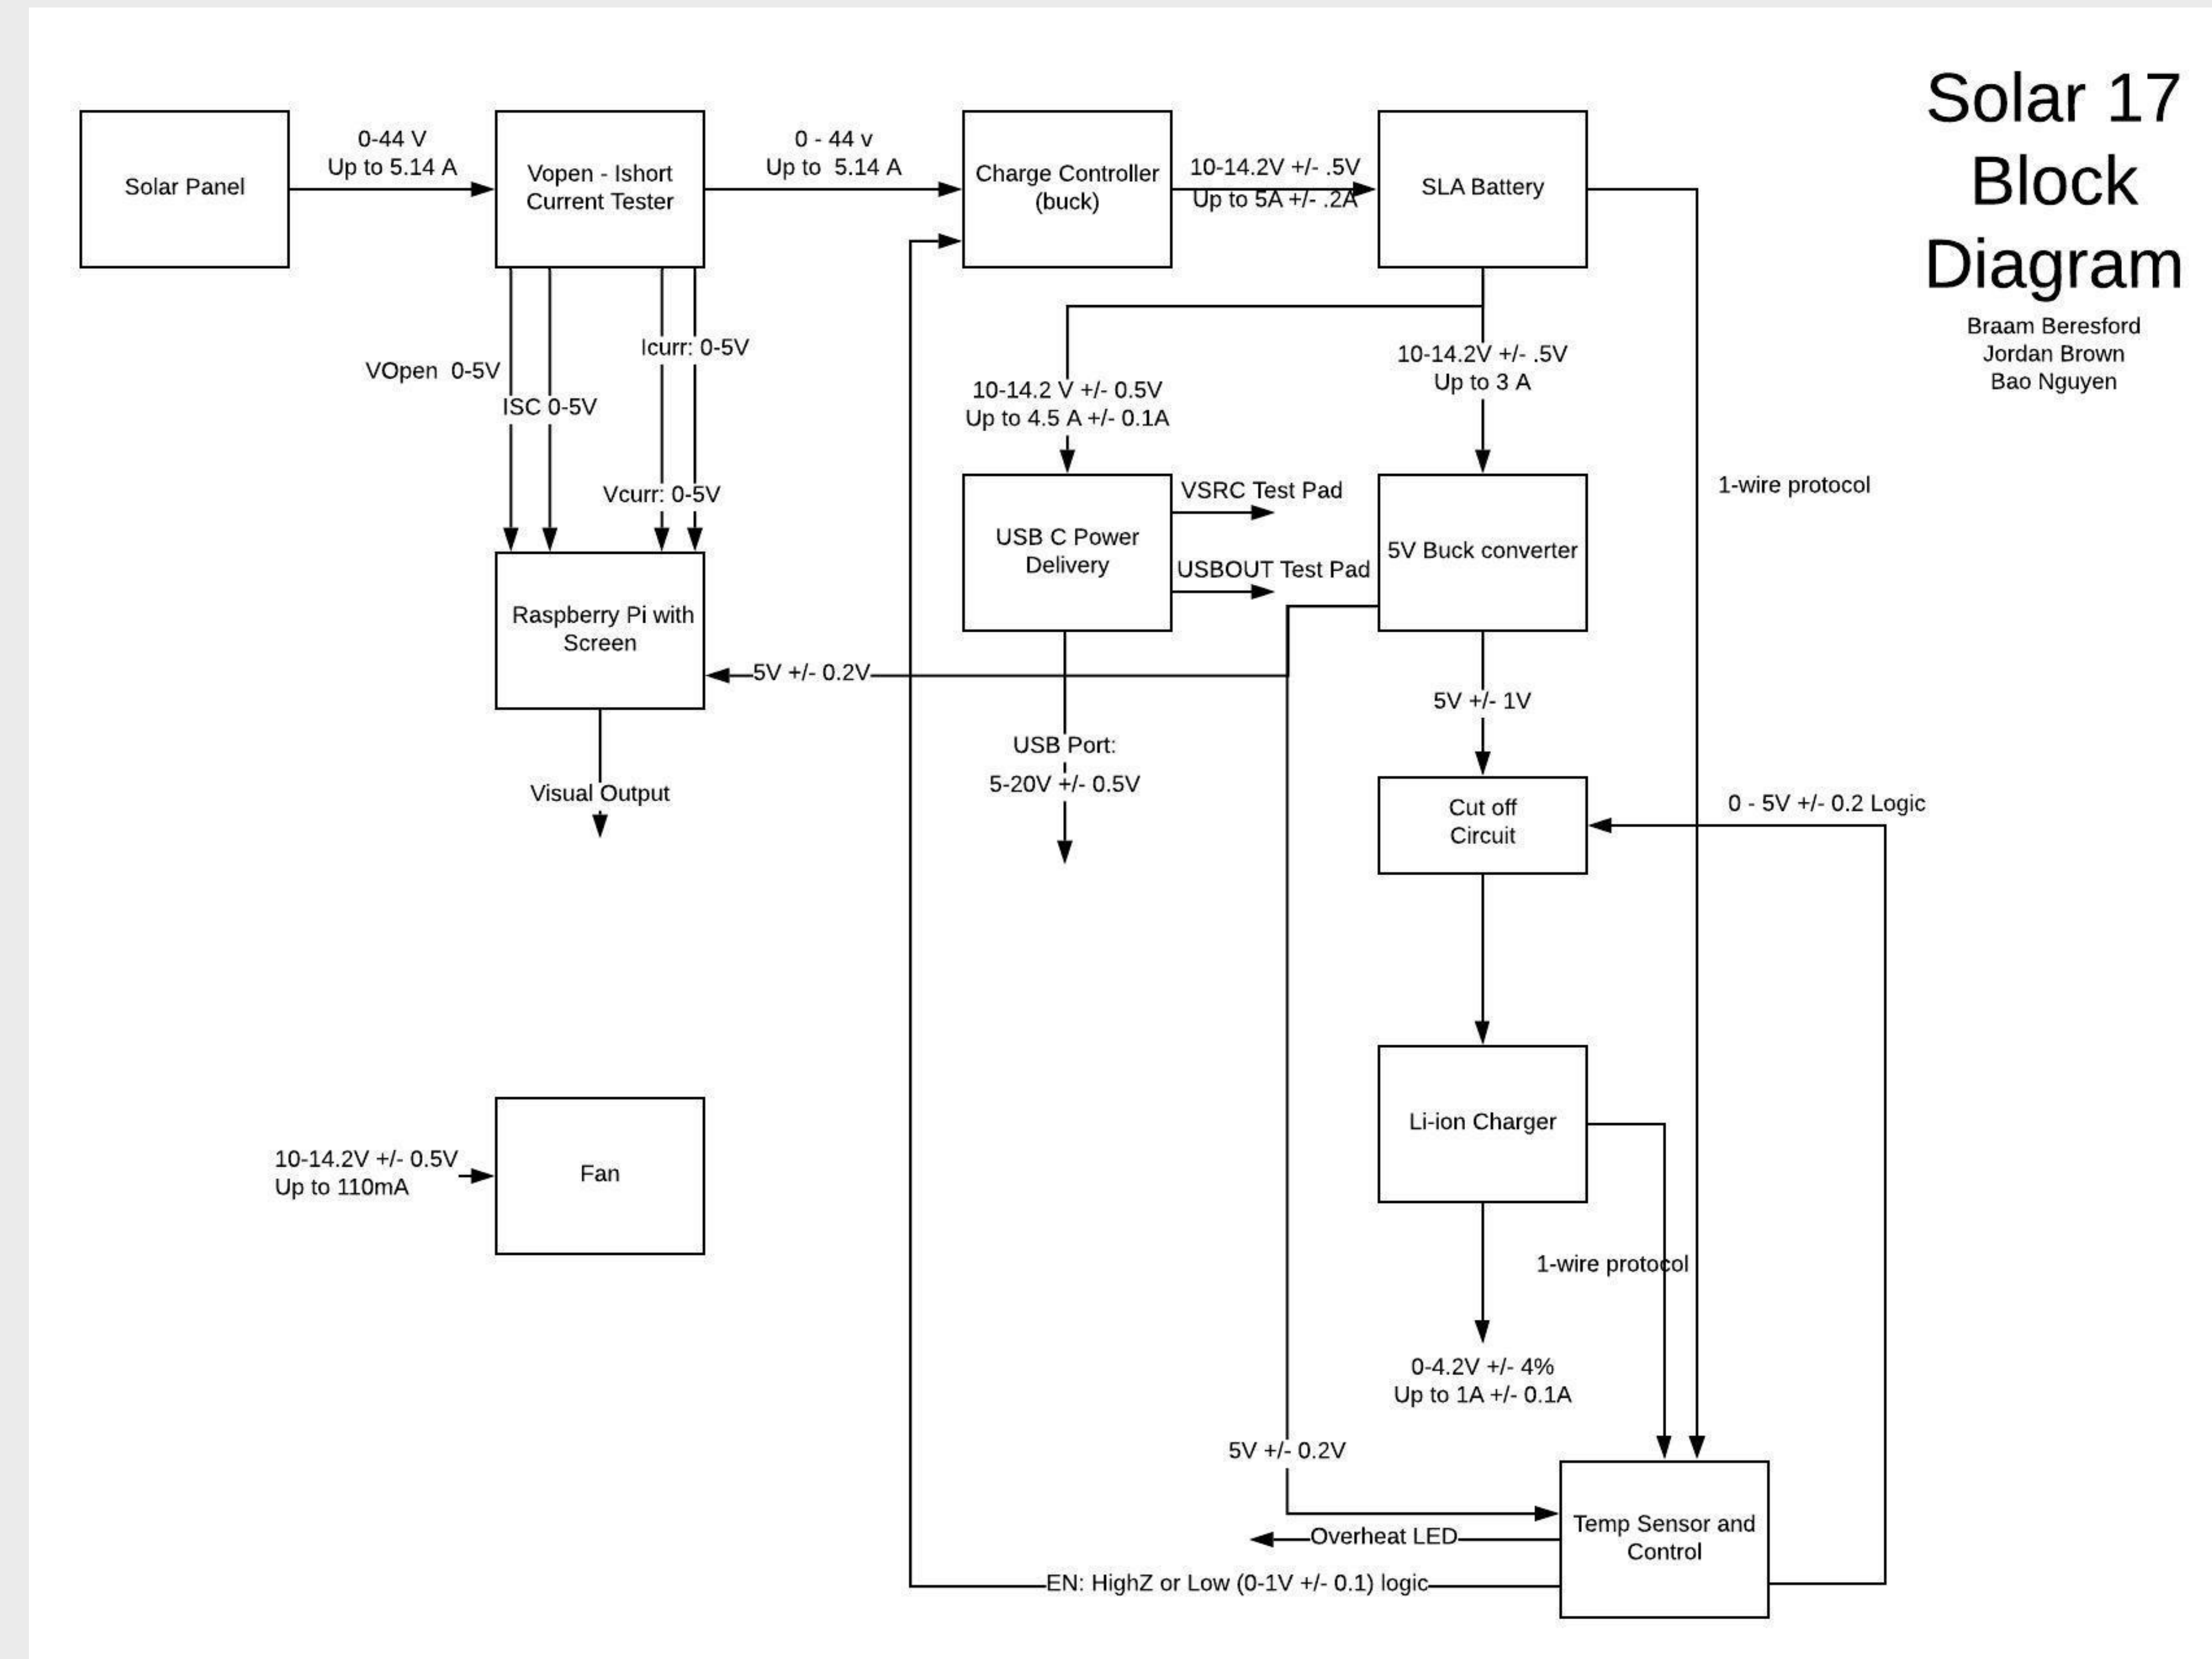 Solar 17
Block
Diagram
Braam Beresford
Jordan Brown
Bao Nguyen
Solar Panel
0-44 V
Up to 5.14 A
Vopen - Ishort
Current Tester
0 - 44 v
Up to  5.14 A
Charge Controller
(buck)
10-14.2V +/- .5V
Up to 5A +/- .2A
SLA Battery
Icurr: 0-5V
VOpen  0-5V
ISC 0-5V
Vcurr: 0-5V
10-14.2 V +/- 0.5V
Up to 4.5 A +/- 0.1A
10-14.2V +/- .5V
Up to 3 A
1-wire protocol
USB C Power
Delivery
VSRC Test Pad
USBOUT Test Pad
5V Buck converter
Raspberry Pi with
Screen
5V +/- 0.2V
5V +/- 1V
USB Port:
5-20V +/- 0.5V
Visual Output
Cut off
Circuit
0 - 5V +/- 0.2 Logic
Li-ion Charger
10-14.2V +/- 0.5V
Up to 110mA
Fan
1-wire protocol
0-4.2V +/- 4%
Up to 1A +/- 0.1A
5V +/- 0.2V
Temp Sensor and
Control
Overheat LED
EN: HighZ or Low (0-1V +/- 0.1) logic